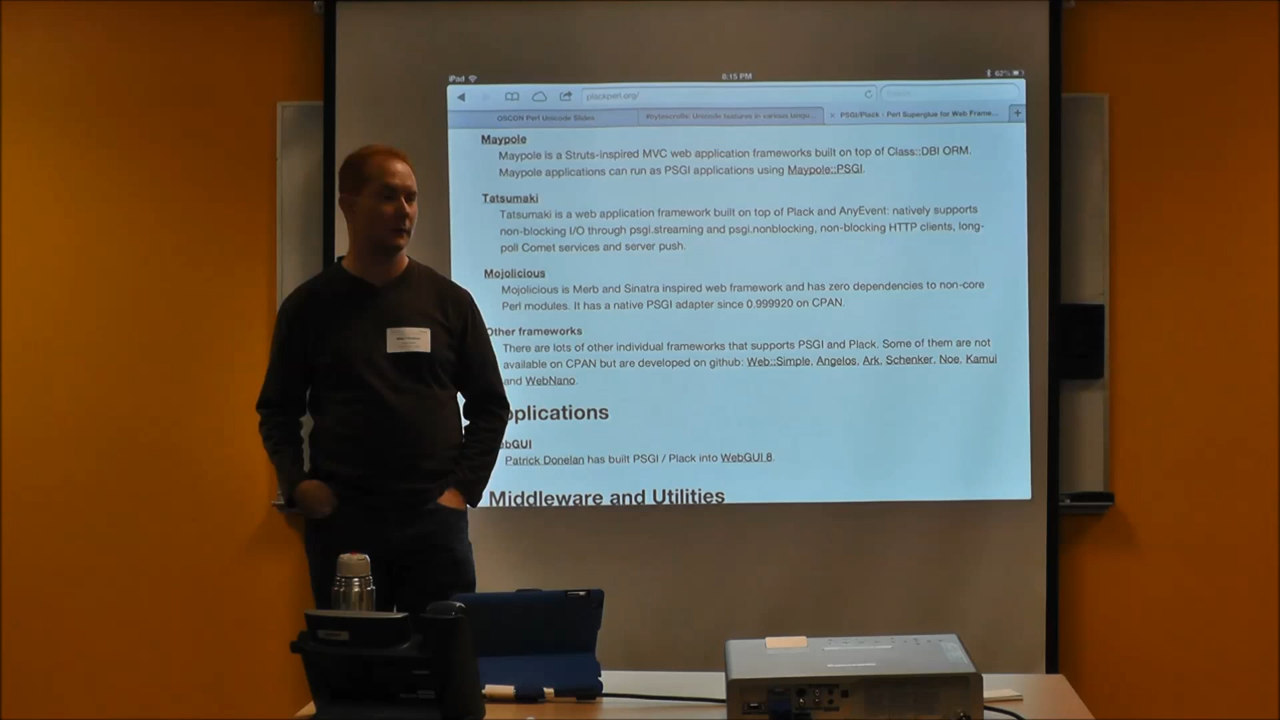 iPad
8:15 PM
62%
plackperl.org/
OSCON Perl Unicode Slides
#bytescrolls: Unicode features in various langu...
PSGI/Plack - Perl Superglue for Web Frame...
Maypole
Maypole is a Struts-inspired MVC web application frameworks built on top of Class::DBI ORM.
Maypole applications can run as PSGI applications using Maypole::PSGI.
Tatsumaki
Tatsumaki is a web application framework built on top of Plack and AnyEvent: natively supports
non-blocking I/O through psgi.streaming and psgi.nonblocking, non-blocking HTTP clients, long-
poll Comet services and server push.
Mojolicious
Mojolicious is Merb and Sinatra inspired web framework and has zero dependencies to non-core
Perl modules. It has a native PSGI adapter since 0.999920 on CPAN.
Other frameworks
There are lots of other individual frameworks that supports PSGI and Plack. Some of them are not
available on CPAN but are developed on github: Web::Simple, Angelos, Ark, Schenker, Noe, Kamui
and WebNano.
pplications
bGUI
Patrick Donelan has built PSGI / Plack into WebGUI 8.
Middleware and Utilities